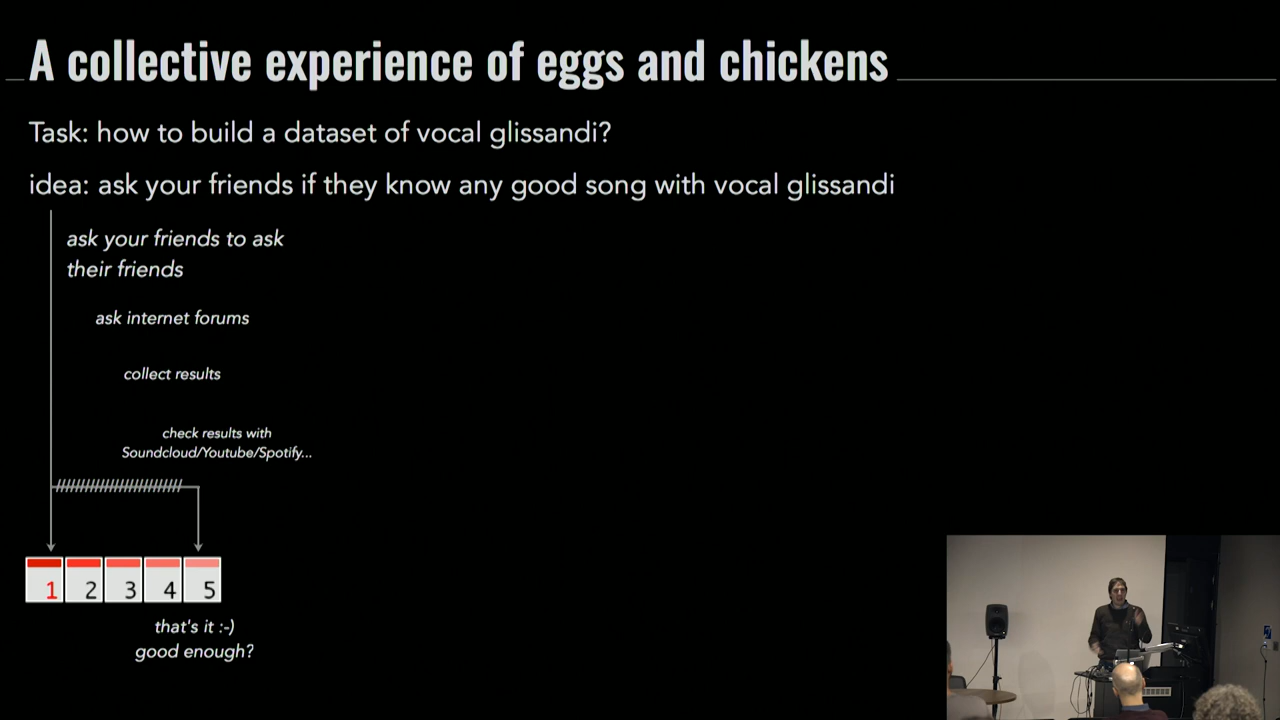 A collective experience of eggs and chickens
Task: how to build a dataset of vocal glissandi?
idea: ask your friends if they know any good song with vocal glissandi
ask your friends to ask
their friends
ask internet forums
collect results
check results with
Soundcloud/Youtube/Spotify...
1 2 3 4 5
that's it :-)
good enough?